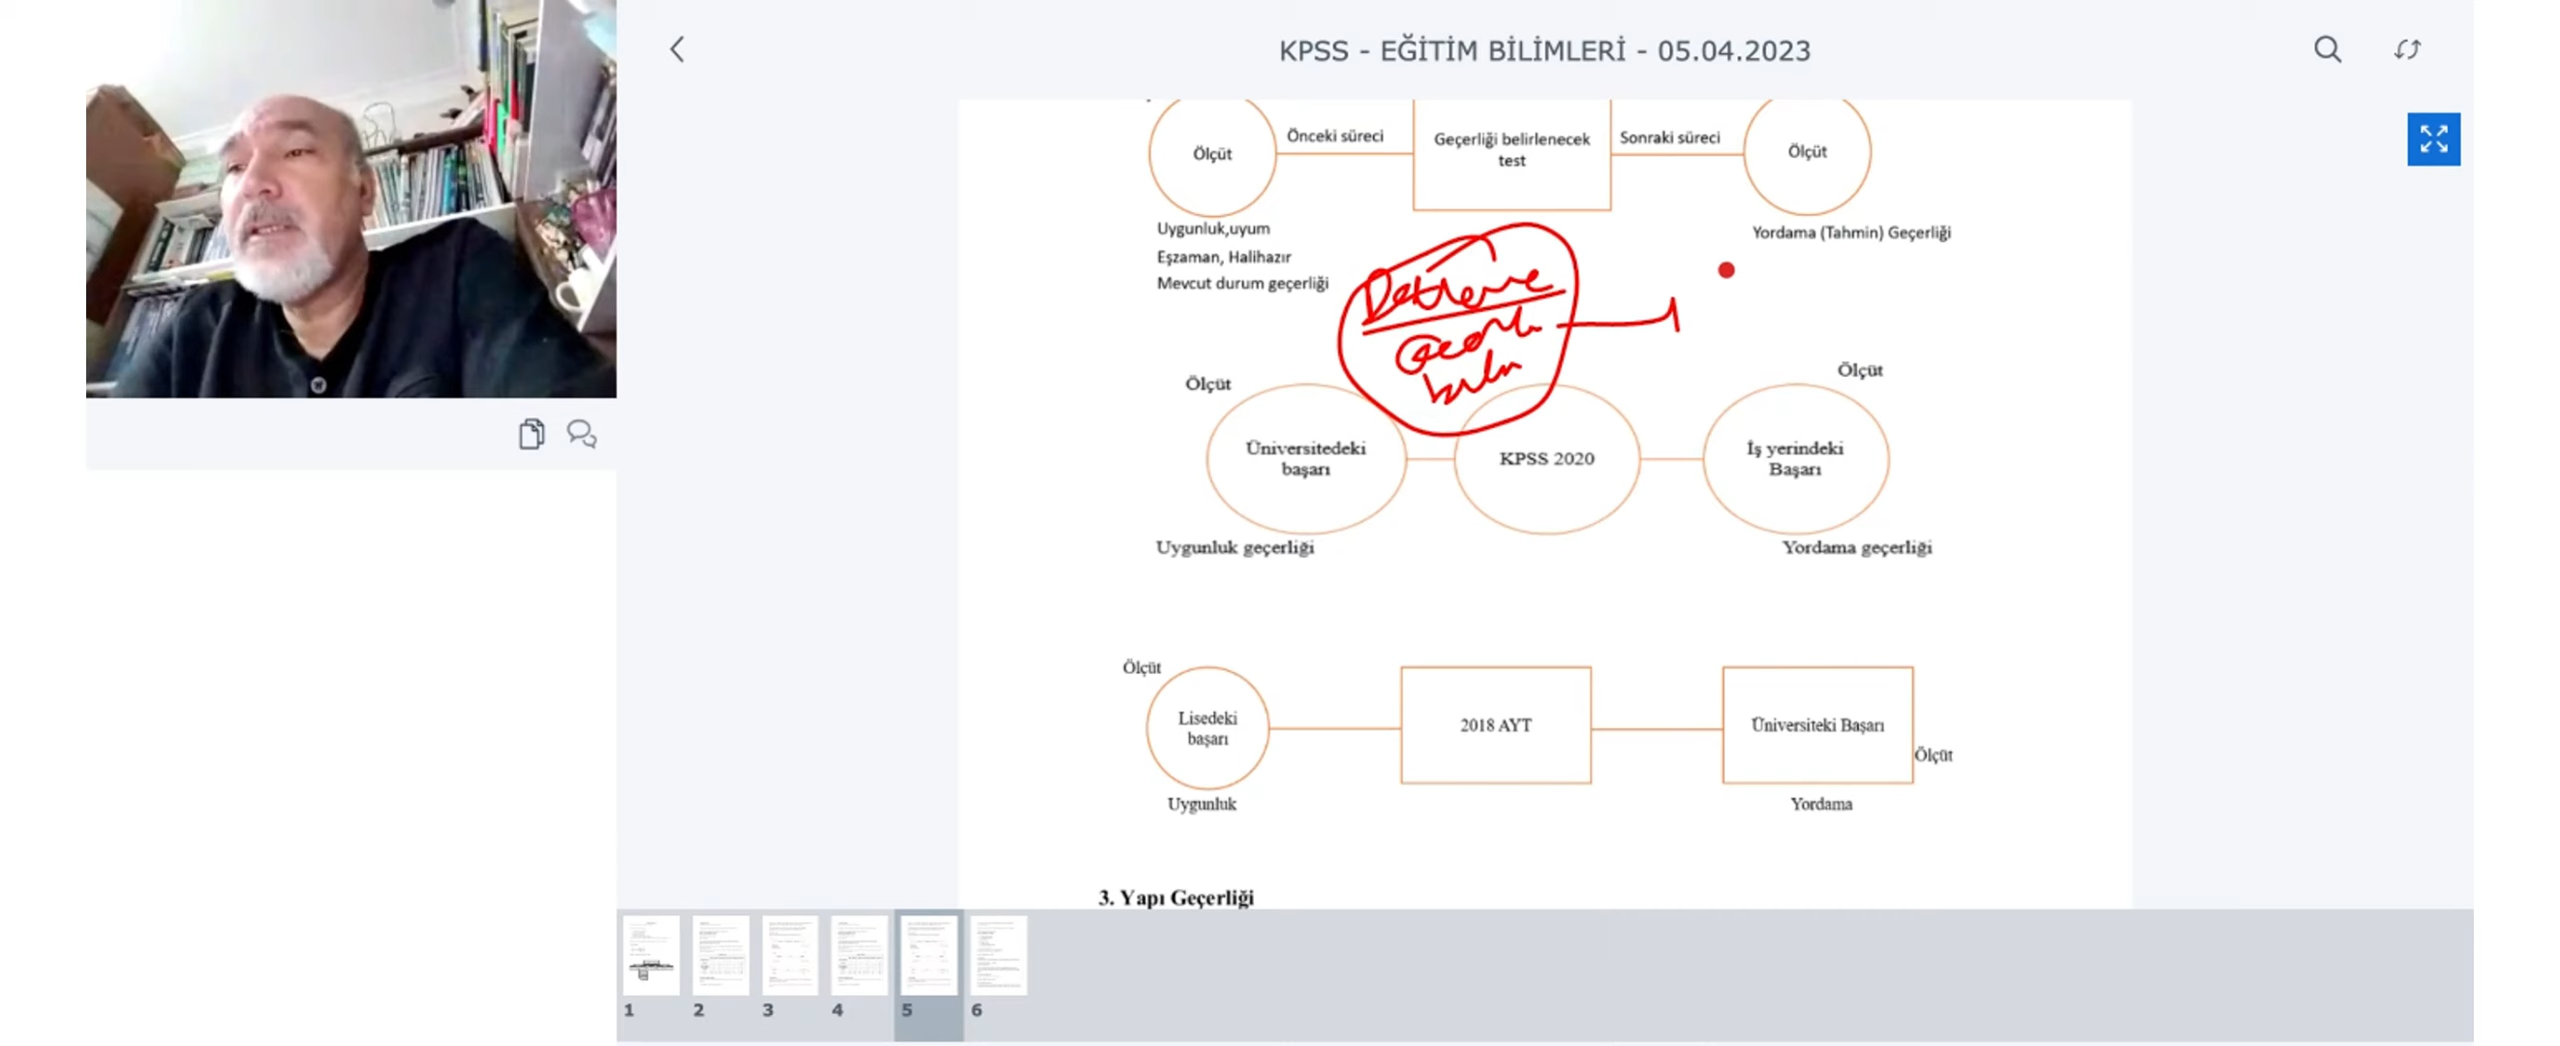 KPSS - EĞİTİM BİLİMLERİ - 05.04.2023
Ölçüt
Önceki süreci
Geçerliği belirlenecek
test
Sonraki süreci
Ölçüt
Uygunluk,uyum
Eşzaman, Halihazır
Mevcut durum geçerliği
Yordama (Tahmin) Geçerliği
Ölçüt
Ölçüt
Üniversitedeki
başarı
KPSS 2020
İş yerindeki
Başarı
Uygunluk geçerliği
Yordama geçerliği
Ölçüt
Lisedeki
başarı
2018 AYT
Üniversiteki Başarı
Ölçüt
Uygunluk
Yordama
3. Yapı Geçerliği
1
2
3
4
5
6